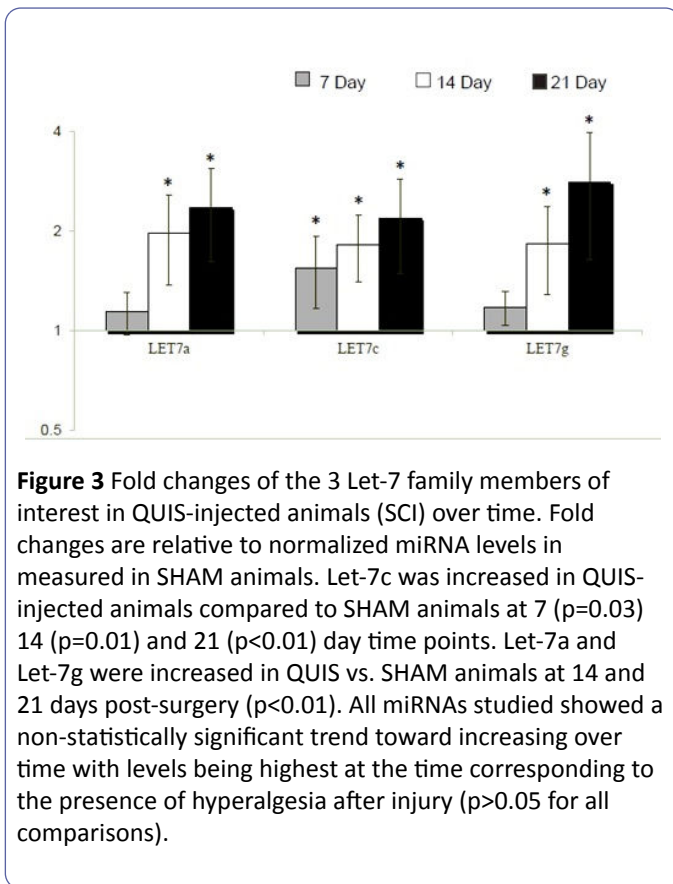 7 Day 14 Day 21 Day
4
2
1
0.5
* * * * * * *
LET7a LET7c LET7g
Figure 3 Fold changes of the 3 Let-7 family members of
interest in QUIS-injected animals (SCI) over time. Fold
changes are relative to normalized miRNA levels in
measured in SHAM animals. Let-7c was increased in QUIS-
injected animals compared to SHAM animals at 7 (p=0.03)
14 (p=0.01) and 21 (p<0.01) day time points. Let-7a and
Let-7g were increased in QUIS vs. SHAM animals at 14 and
21 days post-surgery (p<0.01). All miRNAs studied showed a
non-statistically significant trend toward increasing over
time with levels being highest at the time corresponding to
the presence of hyperalgesia after injury (p>0.05 for all
comparisons).